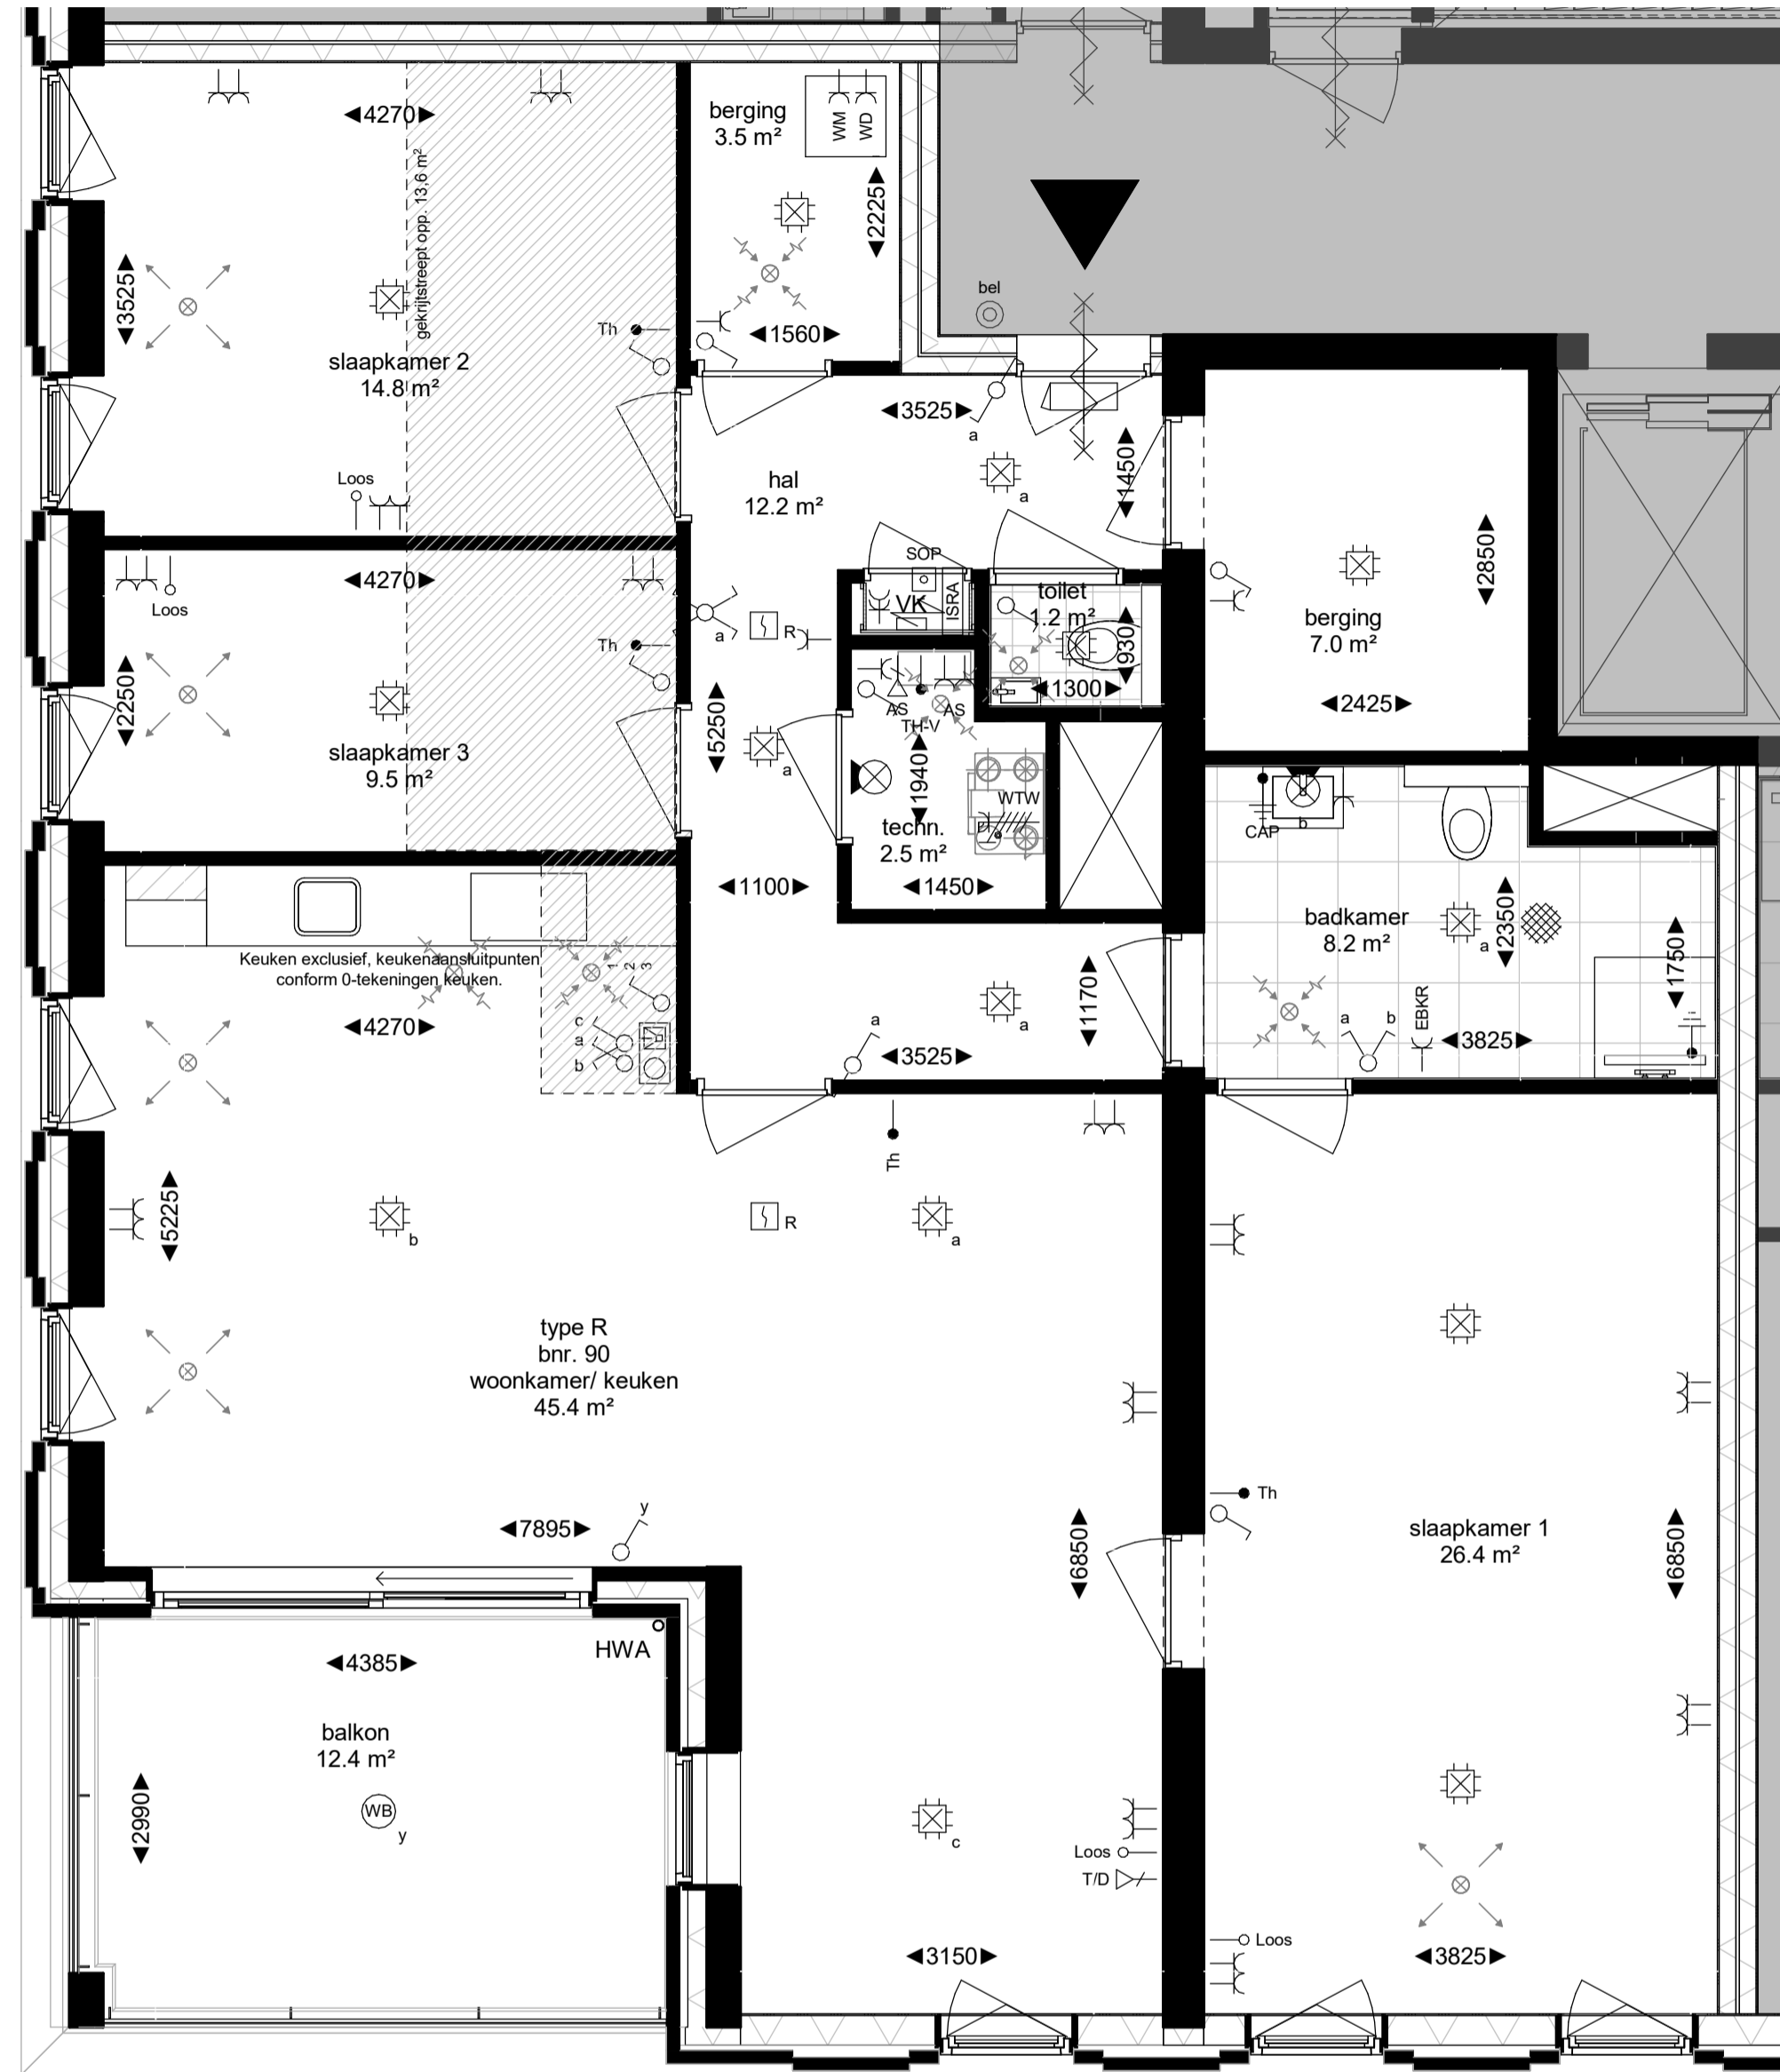 berging
3.5 m²
WM
WD
◄4270►
◄2225►
gekrijtstreept opp. 13,6 m²
◄3525►
bel
Th
◄1560►
slaapkamer 2
14.8 m²
◄3525►
a
◄1450►
hal
12.2 m²
a
Loos
◄4270►
Loos
SOP
VK
ISRA
toilet
1.2 m²
◄930►
◄1300►
◄2850►
berging
7.0 m²
◄2425►
a
R
Th
◄2250►
slaapkamer 3
9.5 m²
◄5250►
a
AS
AS
TH-V
◄1940►
WTW
techn.
2.5 m²
◄1100►
◄1450►
CAP
b
badkamer
8.2 m²
a
◄2350►
◄1750►
Keuken exclusief, keukenaansluitpunten
conform 0-tekeningen keuken.
1
2
3
◄4270►
c
a
b
a
◄3525►
a
◄1170►
a
b
EBKR
◄3825►
Th
◄5225►
b
R
a
type R
bnr. 90
woonkamer/ keuken
45.4 m²
y
◄7895►
◄6850►
Th
slaapkamer 1
26.4 m²
◄6850►
HWA
◄4385►
balkon
12.4 m²
◄2990►
WB
y
c
Loos
T/D
Loos
◄3150►
◄3825►